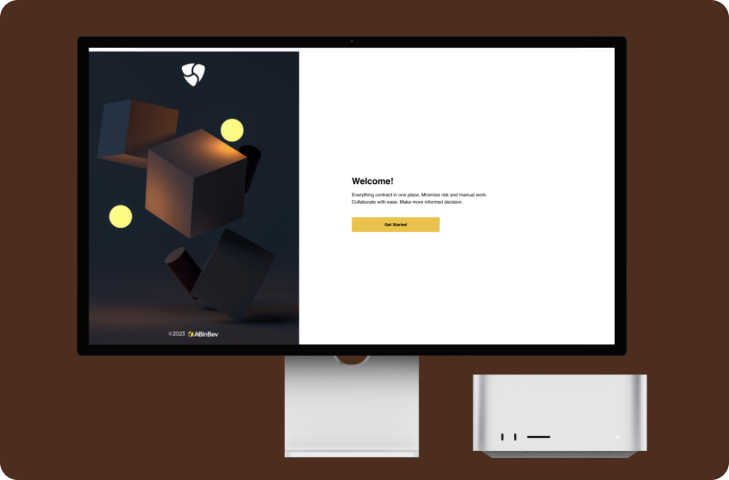 Welcome!
Everything contract in one place. Minimize risk and manual work.
Collaborate with ease. Make more informed decision.
Get Started
©2023 ABInBev